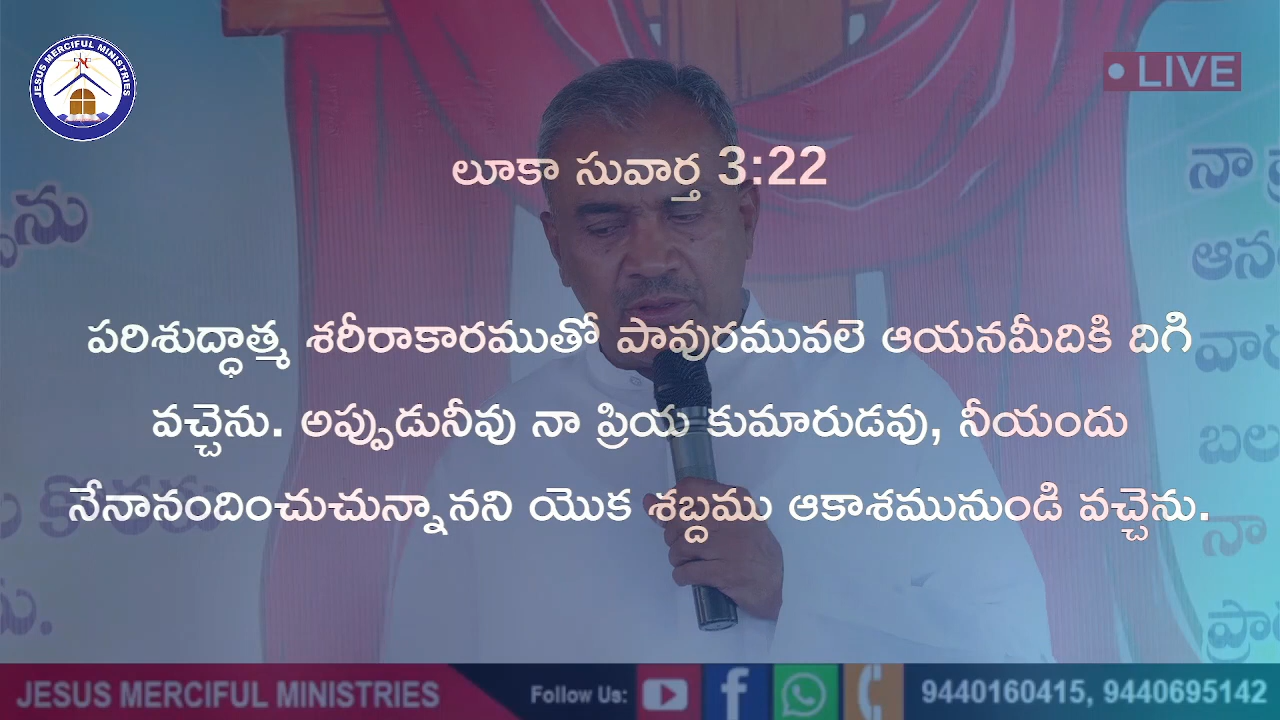 JESUS MERCIFUL MINISTRIES
LIVE
లూకా సువార్త 3:22
పరిశుద్ధాత్మ శరీరాకారముతో పావురమువలె ఆయనమీదికి దిగి
వచ్చెను. అప్పుడునీవు నా ప్రియ కుమారుడవు, నీయందు
నేనానందించుచున్నానని యొక శబ్దము ఆకాశమునుండి వచ్చెను.
నా
వార
బల
నా
JESUS MERCIFUL MINISTRIES
Follow Us:
9440160415, 9440695142